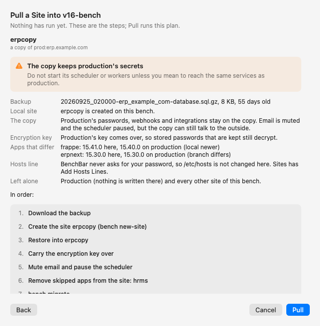 Pull a Site into v16-bench
Nothing has run yet. These are the steps; Pull runs this plan.
erpcopy
a copy of prod.erp.example.com
The copy keeps production's secrets
Do not start its scheduler or workers unless you mean to reach the same services as
production.
Backup 20260925_020000-erp_example_com-database.sql.gz, 8 KB, 55 days old
Local site erpcopy is created on this bench.
The copy Production's passwords, webhooks and integrations stay on the copy. Email is muted
and the scheduler paused, but the copy can still talk to the outside.
Encryption key Production's key comes over, so stored passwords that are kept still decrypt.
Apps that differ frappe: 15.41.0 here, 15.40.0 on production (local newer)
erpnext: 15.30.0 here, 15.30.0 on production (branch differs)
Hosts line BenchBar never asks for your password, so /etc/hosts is not changed here. Sites has
Add Hosts Lines.
Left alone Production (nothing is written there) and every other site of this bench.
In order:
1. Download the backup
2. Create the site erpcopy (bench new-site)
3. Restore into erpcopy
4. Carry the encryption key over
5. Mute email and pause the scheduler
6. Remove skipped apps from the site: hrms
7. bench migrate
Back
Cancel
Pull